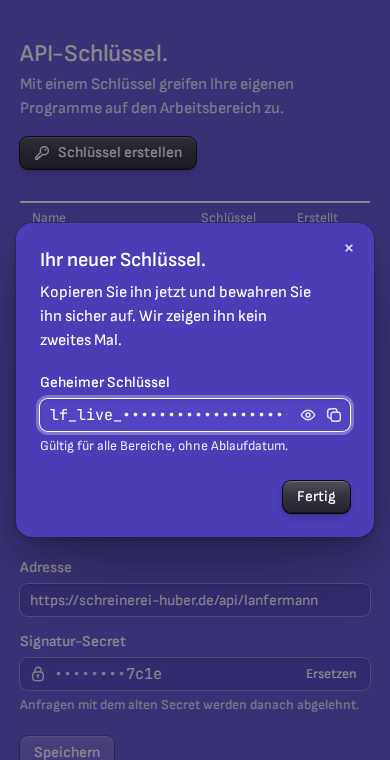 API-Schlüssel.
Mit einem Schlüssel greifen Ihre eigenen
Programme auf den Arbeitsbereich zu.
Schlüssel erstellen
Name Schlüssel Erstellt
Ihr neuer Schlüssel.
Kopieren Sie ihn jetzt und bewahren Sie
ihn sicher auf. Wir zeigen ihn kein
zweites Mal.
Geheimer Schlüssel
lf_live_•••••••••••••••••••
Gültig für alle Bereiche, ohne Ablaufdatum.
Fertig
Adresse
https://schreinerei-huber.de/api/lanfermann
Signatur-Secret
••••••••7c1e Ersetzen
Anfragen mit dem alten Secret werden danach abgelehnt.
Speichern